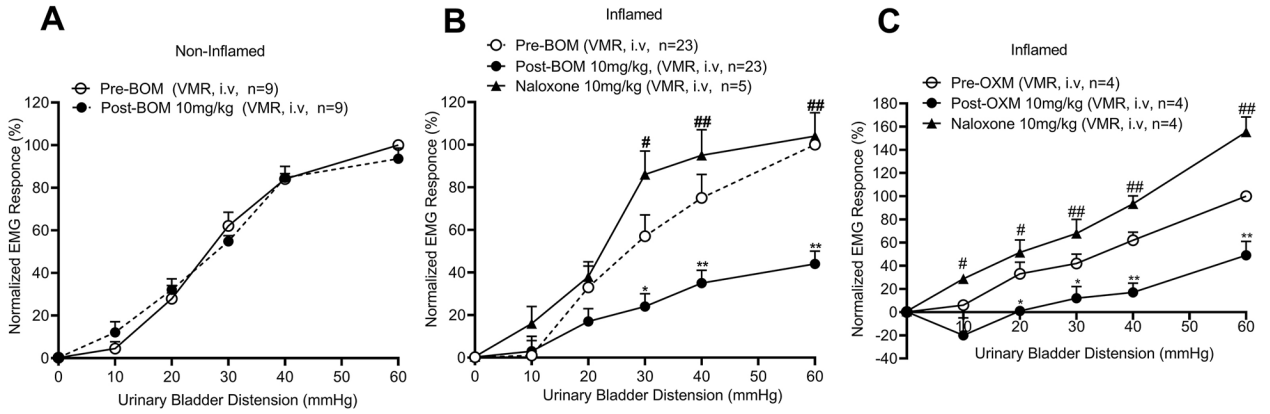 A
Non-Inflamed
Pre-BOM (VMR, i.v, n=9)
Post-BOM 10mg/kg (VMR, i.v, n=9)
Normalized EMG Responce (%)
120
100
80
60
40
20
0
0 10 20 30 40 50 60
Urinary Bladder Distension (mmHg)
B
Inflamed
Pre-BOM (VMR, i.v, n=23)
Post-BOM 10mg/kg, (VMR, i.v, n=23)
Naloxone 10mg/kg (VMR, i.v, n=5)
Normalized EMG Responce (%)
120
100
80
60
40
20
0
# ## ##
* ** **
0 10 20 30 40 50 60
Urinary Bladder Distension (mmHg)
C
Inflamed
Pre-OXM (VMR, i.v, n=4)
Post-OXM 10mg/kg (VMR, i.v, n=4)
Naloxone 10mg/kg (VMR, i.v, n=4)
Normalized EMG Responce (%)
180
160
140
120
100
80
60
40
20
0
-20
-40
# # ## ## ##
* * ** **
10 20 30 40 50 60
Urinary Bladder Distension (mmHg)